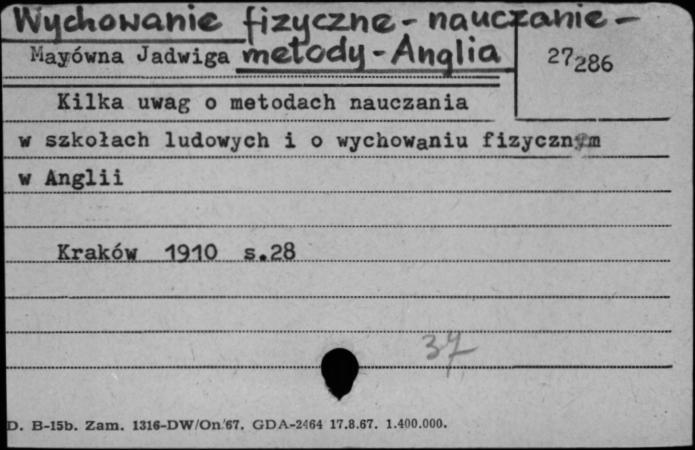 Wychowanie fizyczne - nauczanie -
metody - Anglia
Mayówna Jadwiga
27286
Kilka uwag o metodach nauczania
w szkołach ludowych i o wychowaniu fizycznym
w Anglii
Kraków 1910 s.28
37
D. B-15b. Zam. 1316-DW/On/67. GDA-2464 17.8.67. 1.400.000.